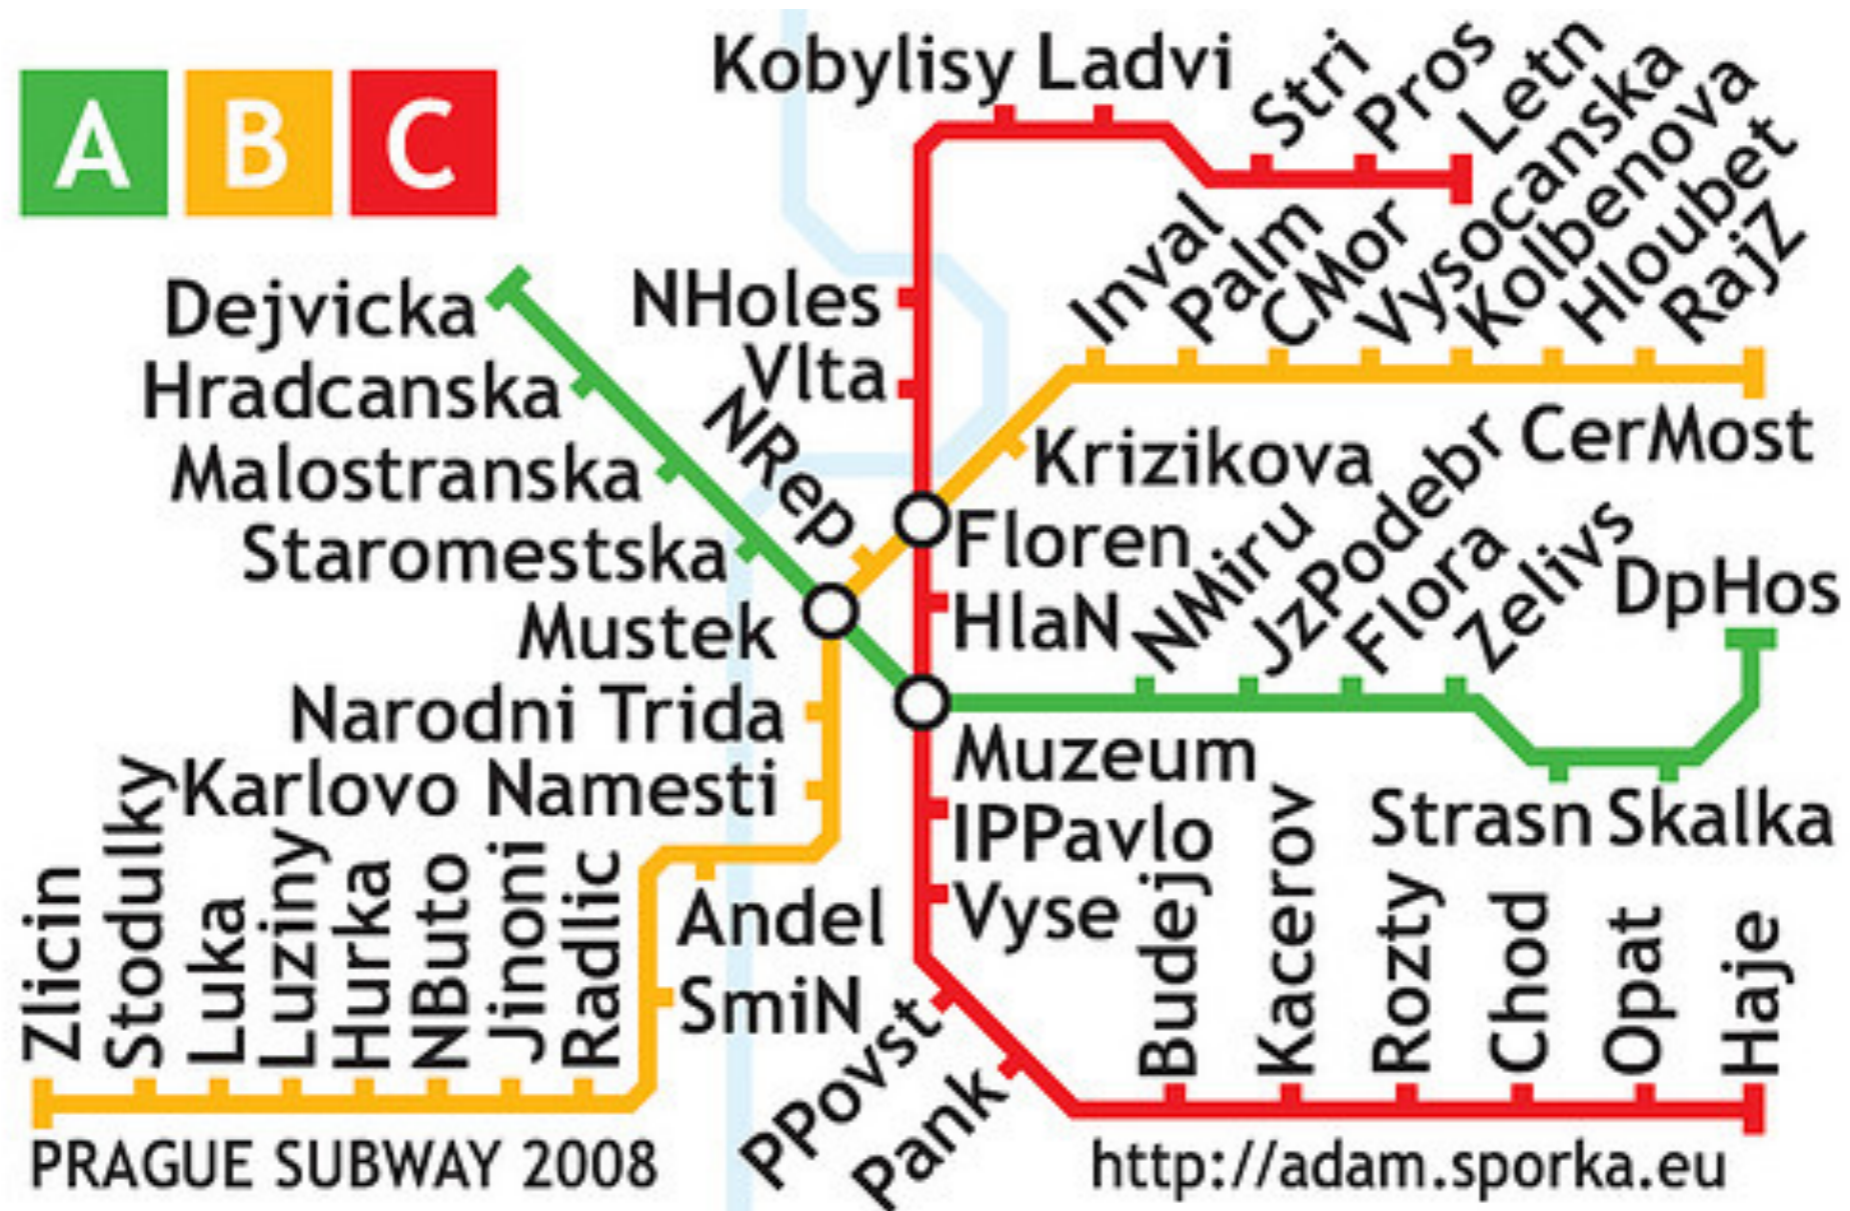 A B C
Kobylisy Ladvi
Stri
Pros
Letn
Inval
Palm
CMor
Vysocanska
Kolbenova
Hloubet
RajZ
CerMost
Dejvicka
Hradcanska
Malostranska
Staromestska
Mustek
NHoles
Vlta
NRep
Krizikova
Floren
HlaN
NMiru
JzPodebr
Flora
Zelivs
DpHos
Narodni Trida
Karlovo Namesti
Muzeum
IPPavlo
Vyse
Strasn Skalka
Zlicin
Stodulky
Luka
Luziny
Hurka
NButo
Jinoni
Radlic
Andel
SmiN
PPovst
Pank
Budejo
Kacerov
Rozty
Chod
Opat
Haje
PRAGUE SUBWAY 2008
http://adam.sporka.eu